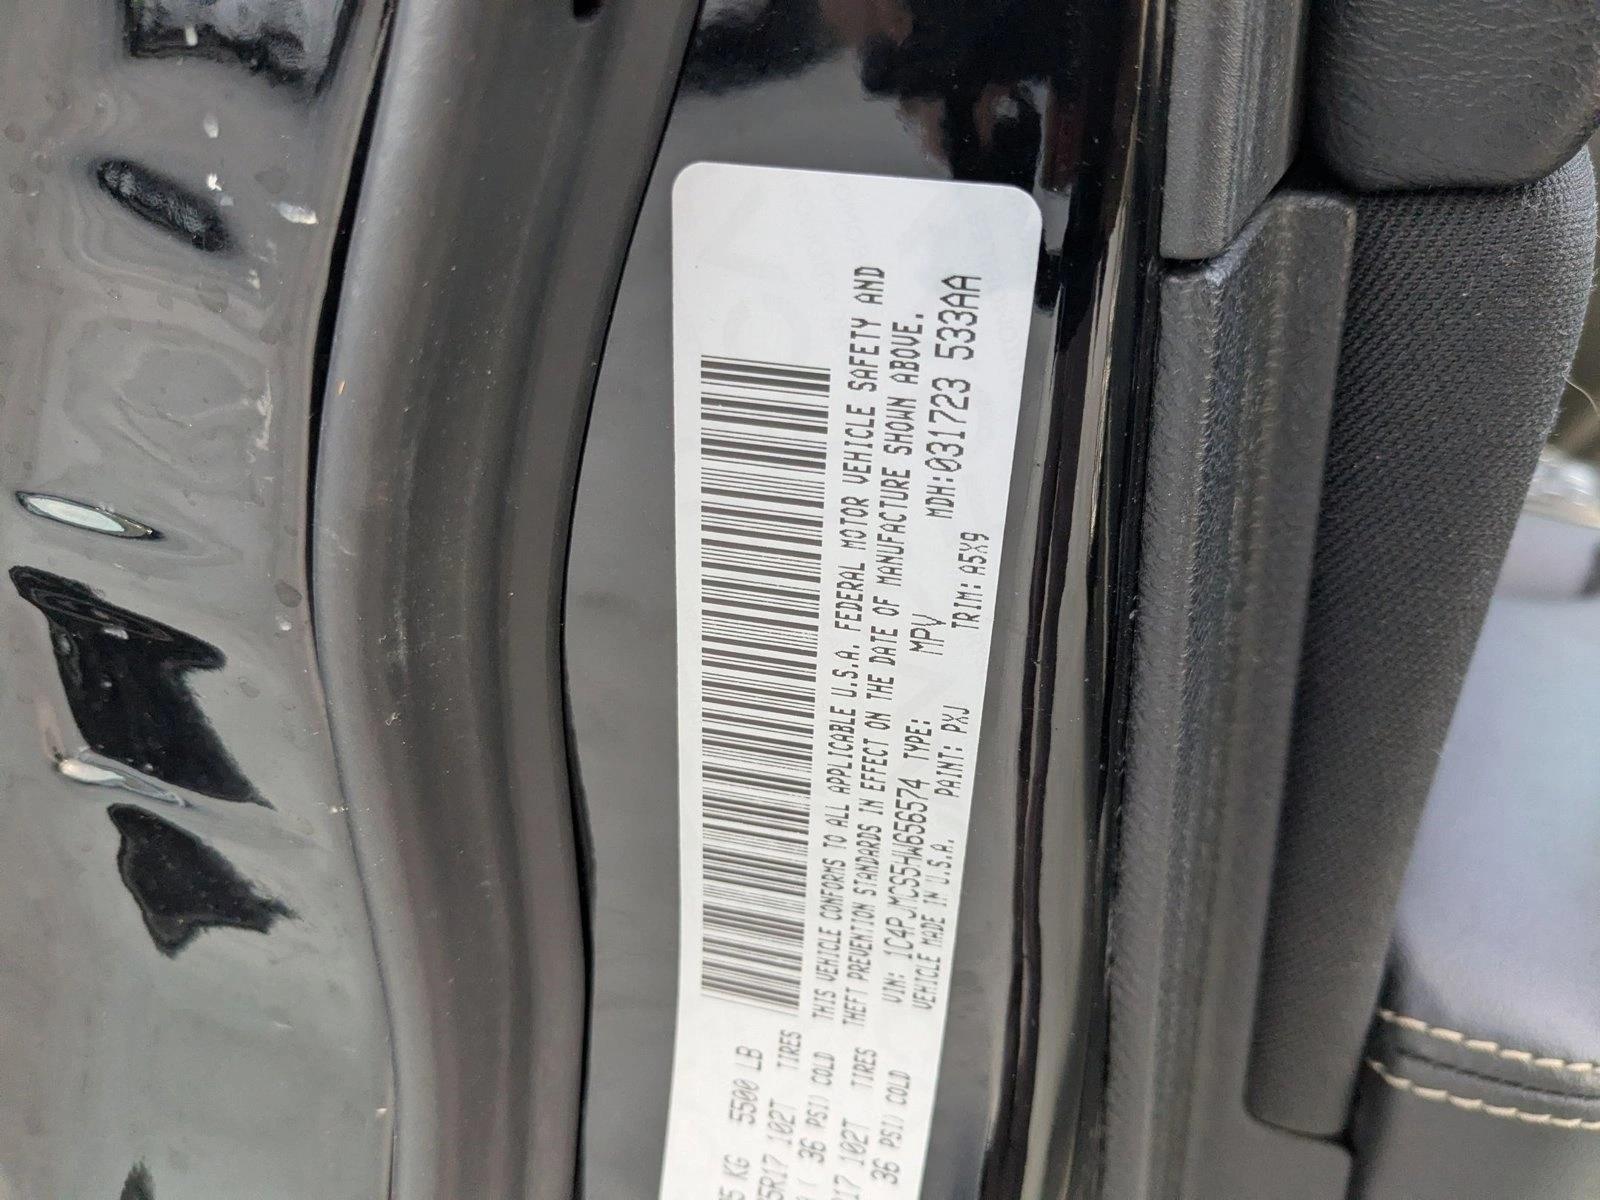 5500 LB
102T TIRES
36 PSI) COLD
102T TIRES
36 PSI) COLD
THIS VEHICLE CONFORMS TO ALL APPLICABLE U.S.A. FEDERAL MOTOR VEHICLE SAFETY AND
THEFT PREVENTION STANDARDS IN EFFECT ON THE DATE OF MANUFACTURE SHOWN ABOVE.
VIN: 1C4PJMCS5HW656574 TYPE: MPV MDH:031723 533AA
VEHICLE MADE IN U.S.A. PAINT: PXJ TRIM: A5X9